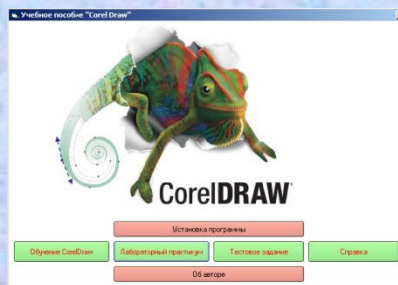 Учебное пособие "Corel Draw"
CorelDRAW
Установка программы
Обучение CorelDraw
Лабораторный практикум
Тестовое задание
Справка
Об авторе